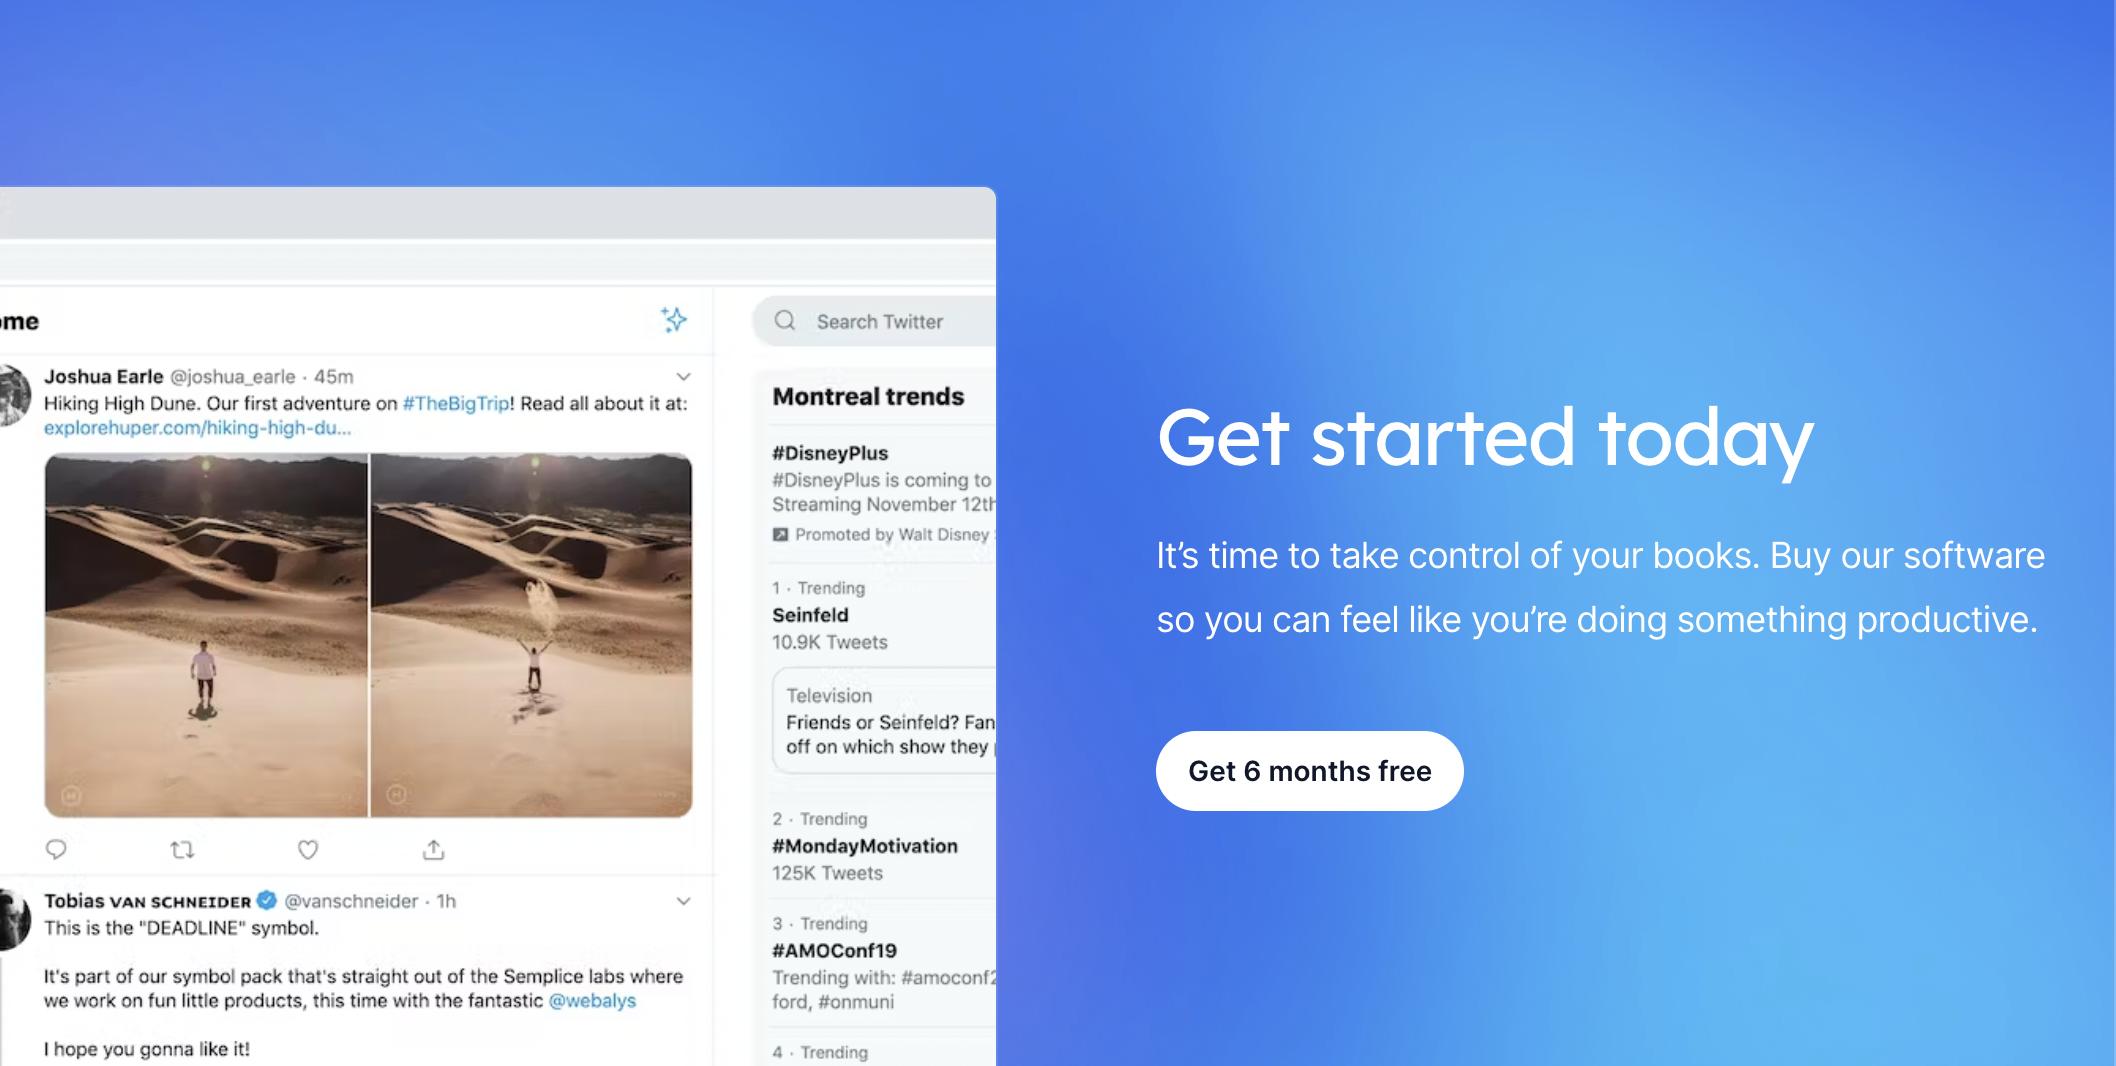 ome
Joshua Earle @joshua_earle · 45m
Hiking High Dune. Our first adventure on #TheBigTrip! Read all about it at:
explorehuper.com/hiking-high-du...
Tobias VAN SCHNEIDER @vanschneider · 1h
This is the "DEADLINE" symbol.
It's part of our symbol pack that's straight out of the Semplice labs where
we work on fun little products, this time with the fantastic @webalys
I hope you gonna like it!
Search Twitter
Montreal trends
#DisneyPlus
#DisneyPlus is coming to
Streaming November 12th
Promoted by Walt Disney
1 · Trending
Seinfeld
10.9K Tweets
Television
Friends or Seinfeld? Fan
off on which show they
2 · Trending
#MondayMotivation
125K Tweets
3 · Trending
#AMOConf19
Trending with: #amoconf2
ford, #onmuni
4 · Trending
Get started today
It’s time to take control of your books. Buy our software
so you can feel like you’re doing something productive.
Get 6 months free